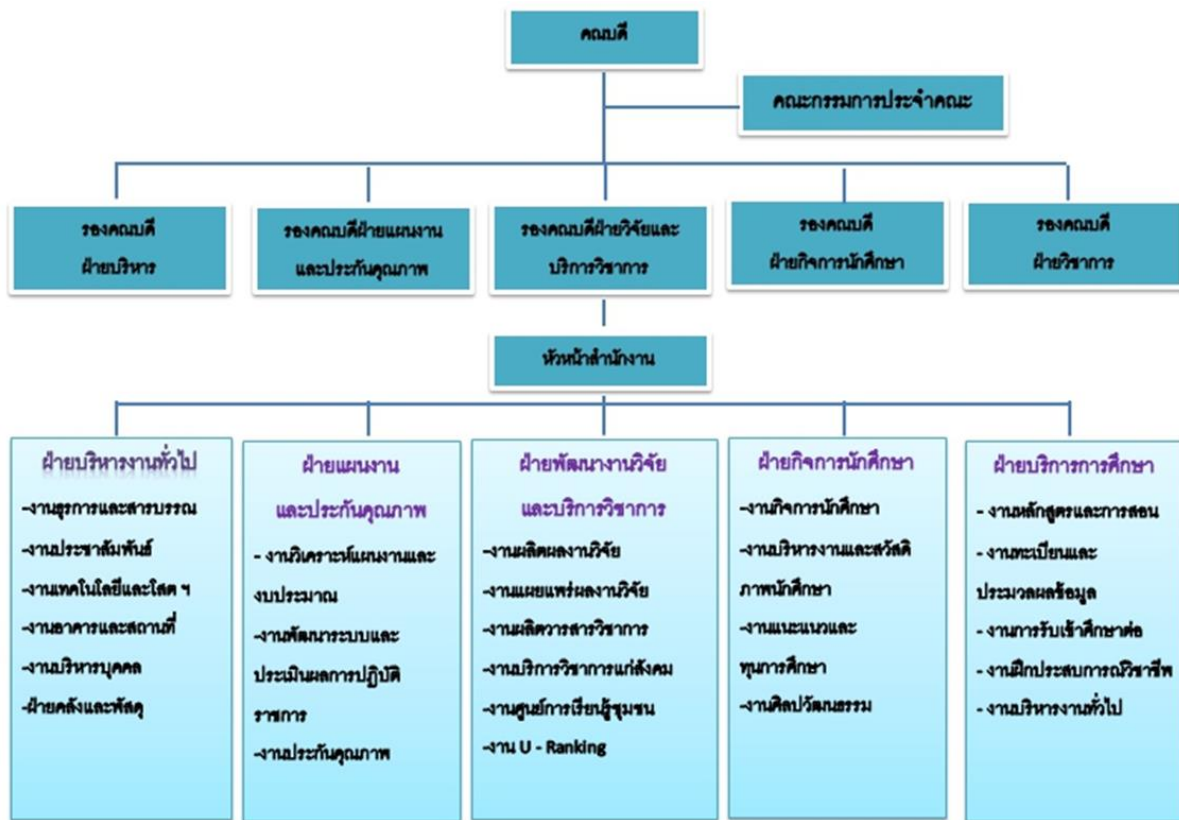 คณบดี
คณะกรรมการประจำคณะ
รองคณบดี
ฝ่ายบริหาร
รองคณบดีฝ่ายแผนงาน
และประกันคุณภาพ
รองคณบดีฝ่ายวิจัยและ
บริการวิชาการ
รองคณบดี
ฝ่ายกิจการนักศึกษา
รองคณบดี
ฝ่ายวิชาการ
หัวหน้าสำนักงาน
ฝ่ายบริหารงานทั่วไป
-งานธุรการและสารบรรณ
-งานประชาสัมพันธ์
-งานเทคโนโลยีและโสต ฯ
-งานอาคารและสถานที่
-งานบริหารบุคคล
-ฝ่ายคลังและพัสดุ
ฝ่ายแผนงาน
และประกันคุณภาพ
- งานวิเคราะห์แผนงานและ
งบประมาณ
-งานพัฒนาระบบและ
ประเมินผลการปฏิบัติ
ราชการ
-งานประกันคุณภาพ
ฝ่ายพัฒนางานวิจัย
และบริการวิชาการ
-งานผลิตผลงานวิจัย
-งานเผยแพร่ผลงานวิจัย
-งานผลิตวารสารวิชาการ
-งานบริการวิชาการแก่สังคม
-งานศูนย์การเรียนรู้ชุมชน
-งาน U - Ranking
ฝ่ายกิจการนักศึกษา
-งานกิจการนักศึกษา
-งานบริหารงานและสวัสดิ
ภาพนักศึกษา
-งานแนะแนวและ
ทุนการศึกษา
-งานศิลปวัฒนธรรม
ฝ่ายบริการการศึกษา
- งานหลักสูตรและการสอน
-งานทะเบียนและ
ประมวลผลข้อมูล
- งานการรับเข้าศึกษาต่อ
- งานฝึกประสบการณ์วิชาชีพ
- งานบริหารงานทั่วไป